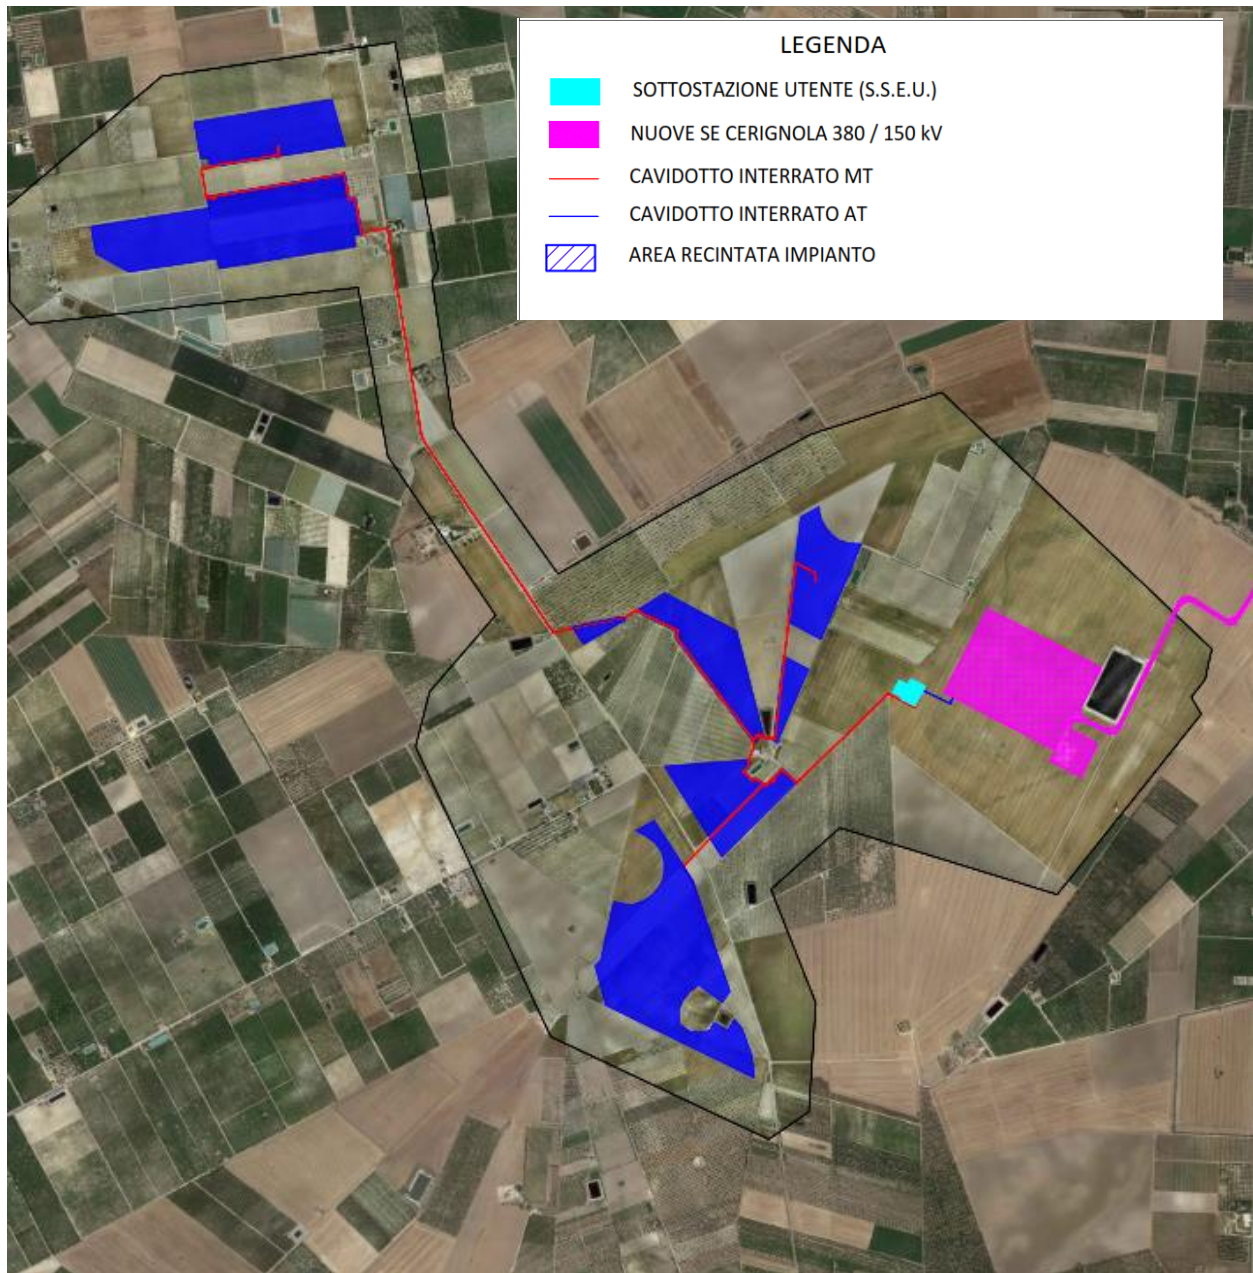 LEGENDA
SOTTOSTAZIONE UTENTE (S.S.E.U.)
NUOVE SE CERIGNOLA 380 / 150 kV
CAVIDOTTO INTERRATO MT
CAVIDOTTO INTERRATO AT
AREA RECINTATA IMPIANTO